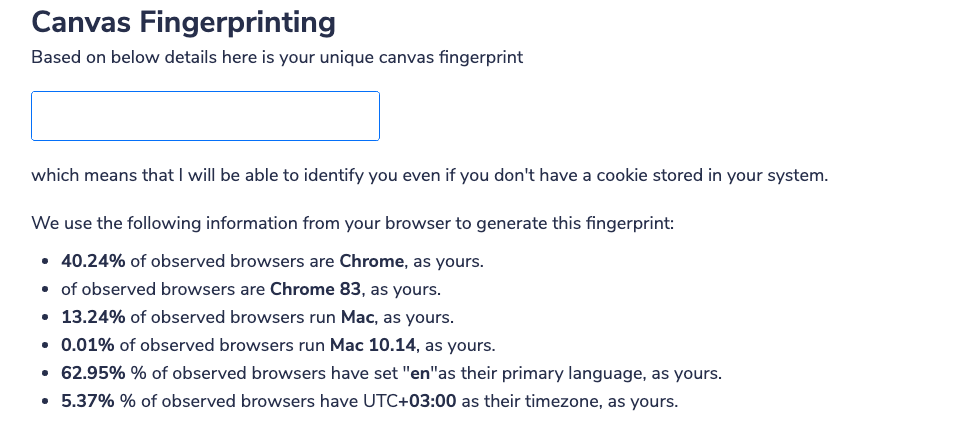 Canvas Fingerprinting
Based on below details here is your unique canvas fingerprint
which means that I will be able to identify you even if you don't have a cookie stored in your system.
We use the following information from your browser to generate this fingerprint:
• 40.24% of observed browsers are Chrome, as yours.
• of observed browsers are Chrome 83, as yours.
• 13.24% of observed browsers run Mac, as yours.
• 0.01% of observed browsers run Mac 10.14, as yours.
• 62.95% % of observed browsers have set "en"as their primary language, as yours.
• 5.37% % of observed browsers have UTC+03:00 as their timezone, as yours.